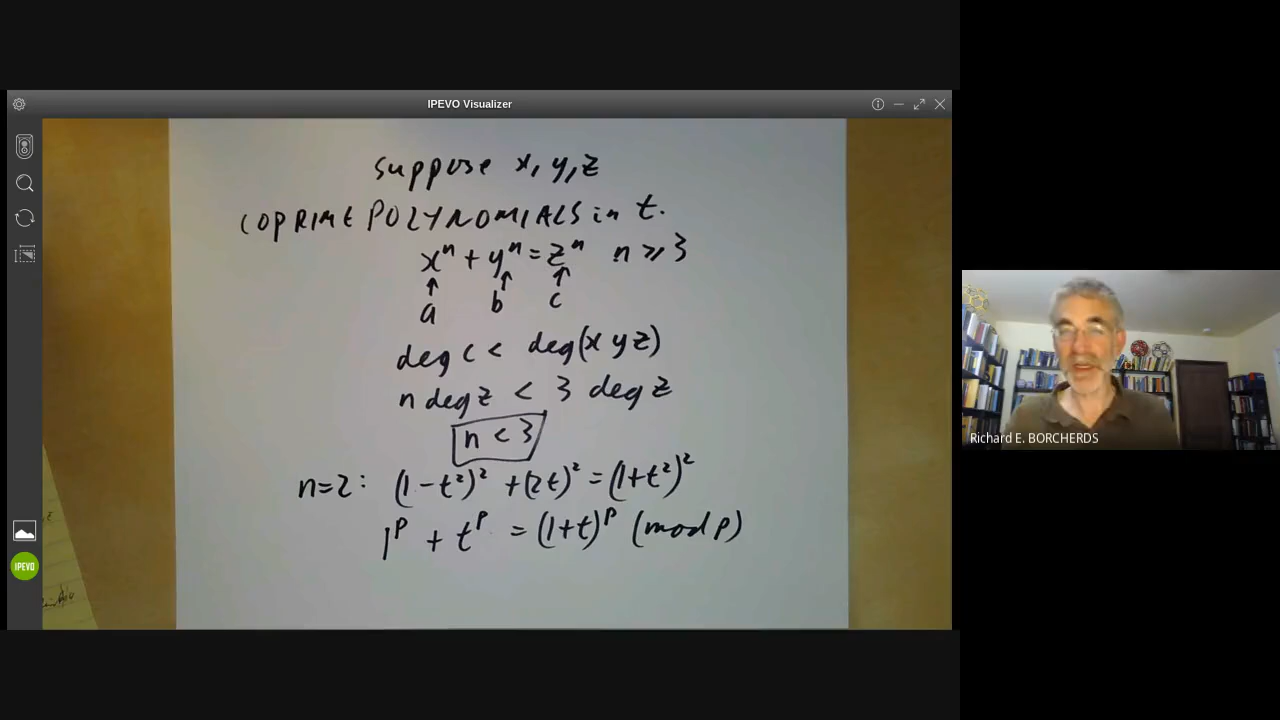 IPEVO Visualizer
suppose x, y, z
COPRIME POLYNOMIALS in t.
xⁿ + yⁿ = zⁿ n ⩾ 3
↑ ↑ ↑
a b c
deg c < deg(x y z)
n deg z < 3 deg z
n < 3
n=2: (1-t²)² + (2t)² = (1+t²)²
1ᵖ + tᵖ = (1+t)ᵖ (mod p)
IPEVO
Richard E. BORCHERDS